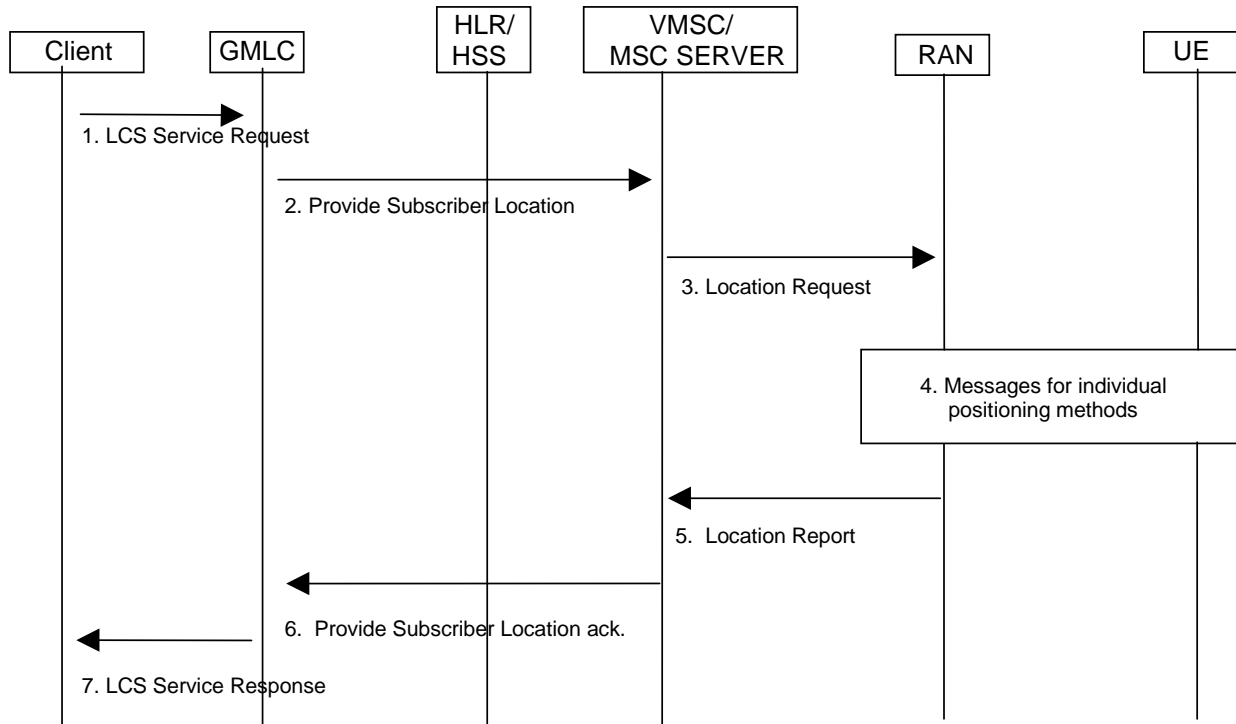 Client
GMLC
HLR/
HSS
VMSC/
MSC SERVER
RAN
UE
1. LCS Service Request
2. Provide Subscriber Location
3. Location Request
4. Messages for individual
positioning methods
5. Location Report
6. Provide Subscriber Location ack.
7. LCS Service Response